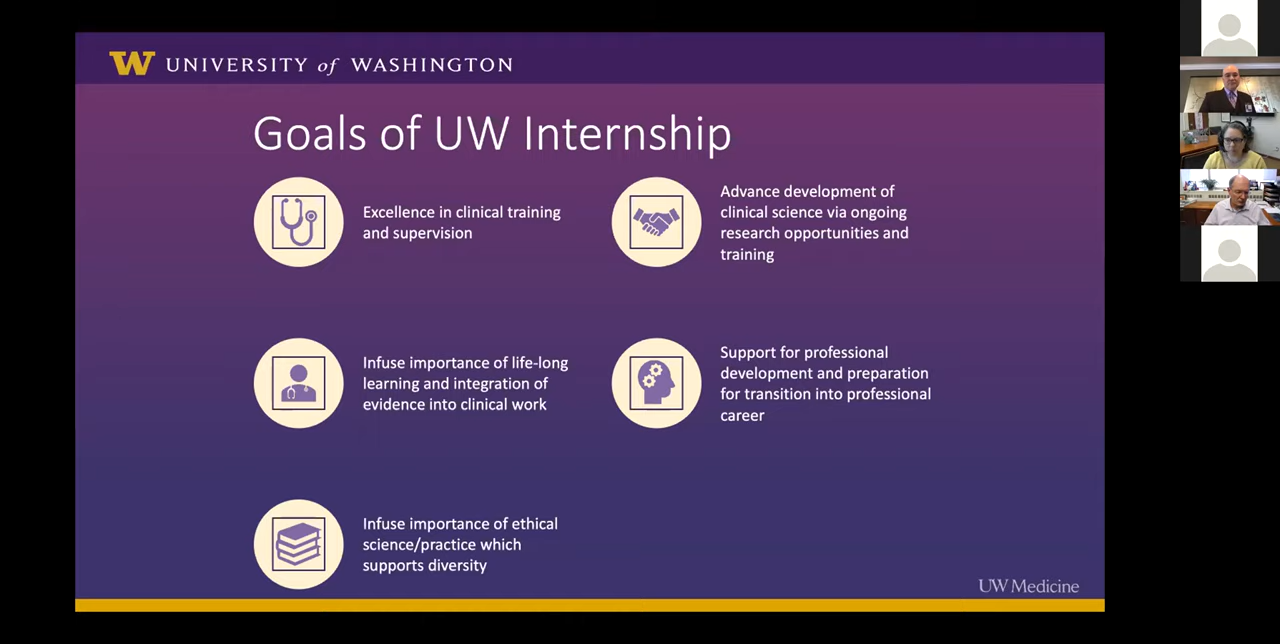 W UNIVERSITY of WASHINGTON
Goals of UW Internship
Excellence in clinical training
and supervision
Advance development of
clinical science via ongoing
research opportunities and
training
Infuse importance of life-long
learning and integration of
evidence into clinical work
Support for professional
development and preparation
for transition into professional
career
Infuse importance of ethical
science/practice which
supports diversity
UW Medicine